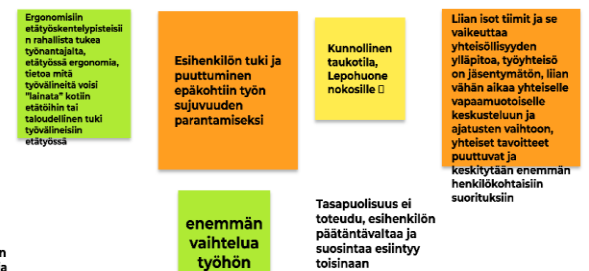 Ergonomisiin
etätyöskentelypisteisii
n rahallista tukea
työnantajalta,
etätyössä ergonomia,
tietoa mitä
työvälineitä voisi
"lainata" kotiin
etätöihin tai
taloudellinen tuki
työvälineisiin
etätyössä
Esihenkilön tuki ja
puuttuminen
epäkohtiin työn
sujuvuuden
parantamiseksi
Kunnollinen
taukotila,
Lepohuone
nokosille
Liian isot tiimit ja se
vaikeuttaa
yhteisöllisyyden
ylläpitoa, työyhteisö
on jäsentymätön, liian
vähän aikaa yhteiselle
vapaamuotoiselle
keskusteluun ja
ajatusten vaihtoon,
yhteiset tavoitteet
puuttuvat ja
keskitytään enemmän
henkilökohtaisiin
suorituksiin
enemmän
vaihtelua
työhön
Tasapuolisuus ei
toteudu, esihenkilön
päätäntävaltaa ja
suosintaa esiintyy
toisinaan